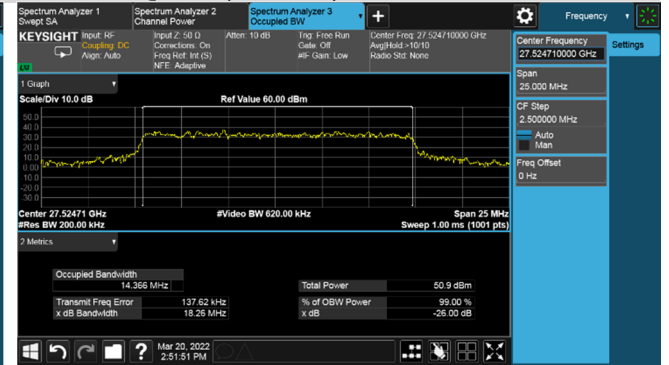 Spectrum Analyzer 1
Swept SA
Spectrum Analyzer 2
Channel Power
Spectrum Analyzer 3
Occupied BW
+
Frequency
KEYSIGHT
Input: RF
Coupling: DC
Align: Auto
Input Z: 50 Ω
Corrections: On
Freq Ref: Int (S)
NFE: Adaptive
Atten: 10 dB
Trig: Free Run
Gate: Off
#IF Gain: Low
Center Freq: 27.524710000 GHz
Avg|Hold:>10/10
Radio Std: None
Center Frequency
27.524710000 GHz
Settings
Span
25.000 MHz
CF Step
2.500000 MHz
Auto
Man
Freq Offset
0 Hz
1 Graph
Scale/Div 10.0 dB
Ref Value 60.00 dBm
50.0
40.0
30.0
20.0
10.0
0.00
-10.0
-20.0
-30.0
Center 27.52471 GHz
#Video BW 620.00 kHz
Span 25 MHz
#Res BW 200.00 kHz
Sweep 1.00 ms (1001 pts)
2 Metrics
Occupied Bandwidth
14.366 MHz
Total Power
50.9 dBm
Transmit Freq Error
137.62 kHz
% of OBW Power
99.00 %
x dB Bandwidth
18.26 MHz
x dB
-26.00 dB
?
Mar 20, 2022
2:51:51 PM